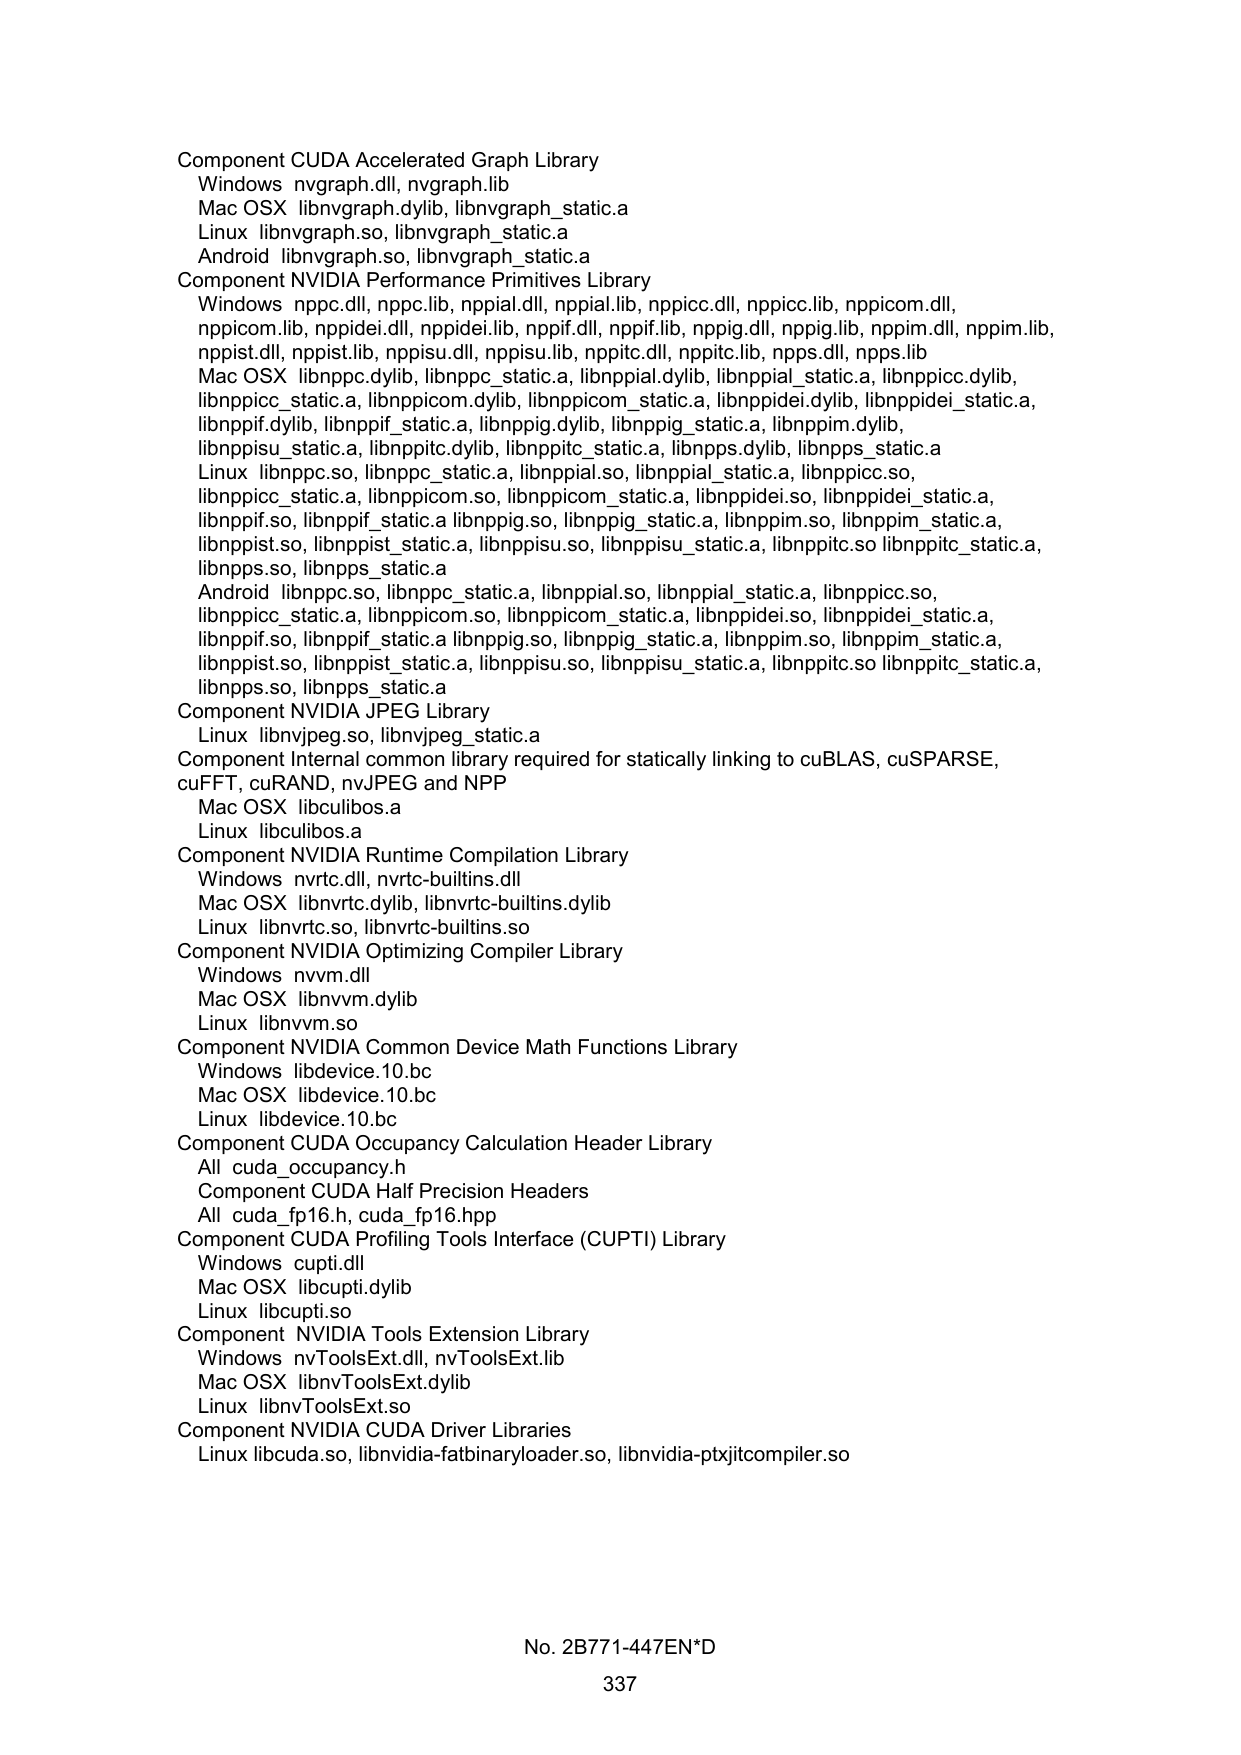 Component CUDA Accelerated Graph Library
Windows  nvgraph.dll, nvgraph.lib
Mac OSX  libnvgraph.dylib, libnvgraph_static.a
Linux  libnvgraph.so, libnvgraph_static.a
Android  libnvgraph.so, libnvgraph_static.a
Component NVIDIA Performance Primitives Library
Windows  nppc.dll, nppc.lib, nppial.dll, nppial.lib, nppicc.dll, nppicc.lib, nppicom.dll,
nppicom.lib, nppidei.dll, nppidei.lib, nppif.dll, nppif.lib, nppig.dll, nppig.lib, nppim.dll, nppim.lib,
nppist.dll, nppist.lib, nppisu.dll, nppisu.lib, nppitc.dll, nppitc.lib, npps.dll, npps.lib
Mac OSX  libnppc.dylib, libnppc_static.a, libnppial.dylib, libnppial_static.a, libnppicc.dylib,
libnppicc_static.a, libnppicom.dylib, libnppicom_static.a, libnppidei.dylib, libnppidei_static.a,
libnppif.dylib, libnppif_static.a, libnppig.dylib, libnppig_static.a, libnppim.dylib,
libnppisu_static.a, libnppitc.dylib, libnppitc_static.a, libnpps.dylib, libnpps_static.a
Linux  libnppc.so, libnppc_static.a, libnppial.so, libnppial_static.a, libnppicc.so,
libnppicc_static.a, libnppicom.so, libnppicom_static.a, libnppidei.so, libnppidei_static.a,
libnppif.so, libnppif_static.a libnppig.so, libnppig_static.a, libnppim.so, libnppim_static.a,
libnppist.so, libnppist_static.a, libnppisu.so, libnppisu_static.a, libnppitc.so libnppitc_static.a,
libnpps.so, libnpps_static.a
Android  libnppc.so, libnppc_static.a, libnppial.so, libnppial_static.a, libnppicc.so,
libnppicc_static.a, libnppicom.so, libnppicom_static.a, libnppidei.so, libnppidei_static.a,
libnppif.so, libnppif_static.a libnppig.so, libnppig_static.a, libnppim.so, libnppim_static.a,
libnppist.so, libnppist_static.a, libnppisu.so, libnppisu_static.a, libnppitc.so libnppitc_static.a,
libnpps.so, libnpps_static.a
Component NVIDIA JPEG Library
Linux  libnvjpeg.so, libnvjpeg_static.a
Component Internal common library required for statically linking to cuBLAS, cuSPARSE,
cuFFT, cuRAND, nvJPEG and NPP
Mac OSX  libculibos.a
Linux  libculibos.a
Component NVIDIA Runtime Compilation Library
Windows  nvrtc.dll, nvrtc-builtins.dll
Mac OSX  libnvrtc.dylib, libnvrtc-builtins.dylib
Linux  libnvrtc.so, libnvrtc-builtins.so
Component NVIDIA Optimizing Compiler Library
Windows  nvvm.dll
Mac OSX  libnvvm.dylib
Linux  libnvvm.so
Component NVIDIA Common Device Math Functions Library
Windows  libdevice.10.bc
Mac OSX  libdevice.10.bc
Linux  libdevice.10.bc
Component CUDA Occupancy Calculation Header Library
All  cuda_occupancy.h
Component CUDA Half Precision Headers
All  cuda_fp16.h, cuda_fp16.hpp
Component CUDA Profiling Tools Interface (CUPTI) Library
Windows  cupti.dll
Mac OSX  libcupti.dylib
Linux  libcupti.so
Component  NVIDIA Tools Extension Library
Windows  nvToolsExt.dll, nvToolsExt.lib
Mac OSX  libnvToolsExt.dylib
Linux  libnvToolsExt.so
Component NVIDIA CUDA Driver Libraries
Linux libcuda.so, libnvidia-fatbinaryloader.so, libnvidia-ptxjitcompiler.so
No. 2B771-447EN*D
337